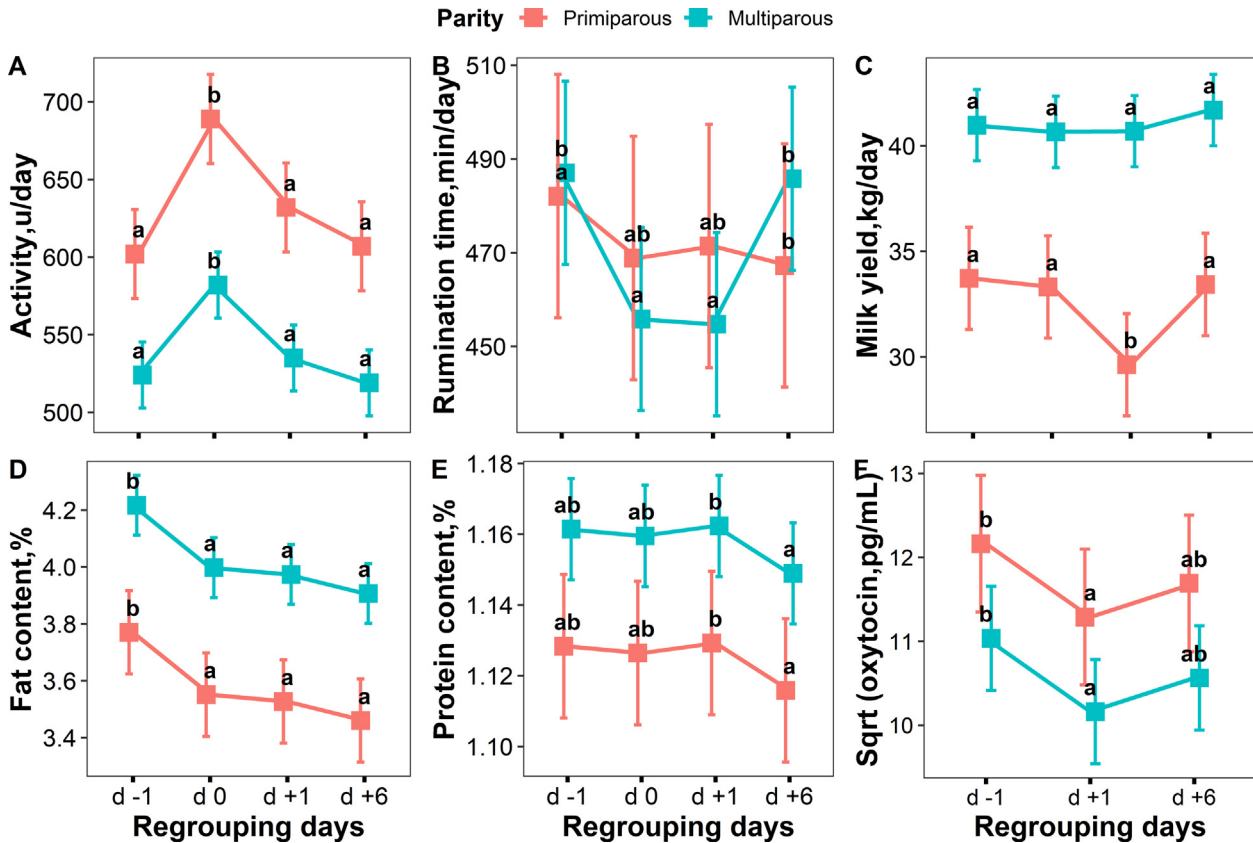 Parity Primiparous Multiparous
A
Activity,u/day
700
650
600
550
500
a
b
a
a
a
b
a
a
B
Rumination time,min/day
510
490
470
450
b
a
ab
a
ab
a
b
b
C
Milk yield,kg/day
40
35
30
a
a
a
a
a
a
b
a
D
Fat content,%
4.2
4.0
3.8
3.6
3.4
b
a
a
a
b
a
a
a
d -1
d 0
d +1
d +6
Regrouping days
E
Protein content,%
1.18
1.16
1.14
1.12
1.10
ab
ab
b
a
ab
ab
b
a
d -1
d 0
d +1
d +6
Regrouping days
F
Sqrt (oxytocin,pg/mL)
13
12
11
10
b
a
ab
b
a
ab
d -1
d +1
d +6
Regrouping days